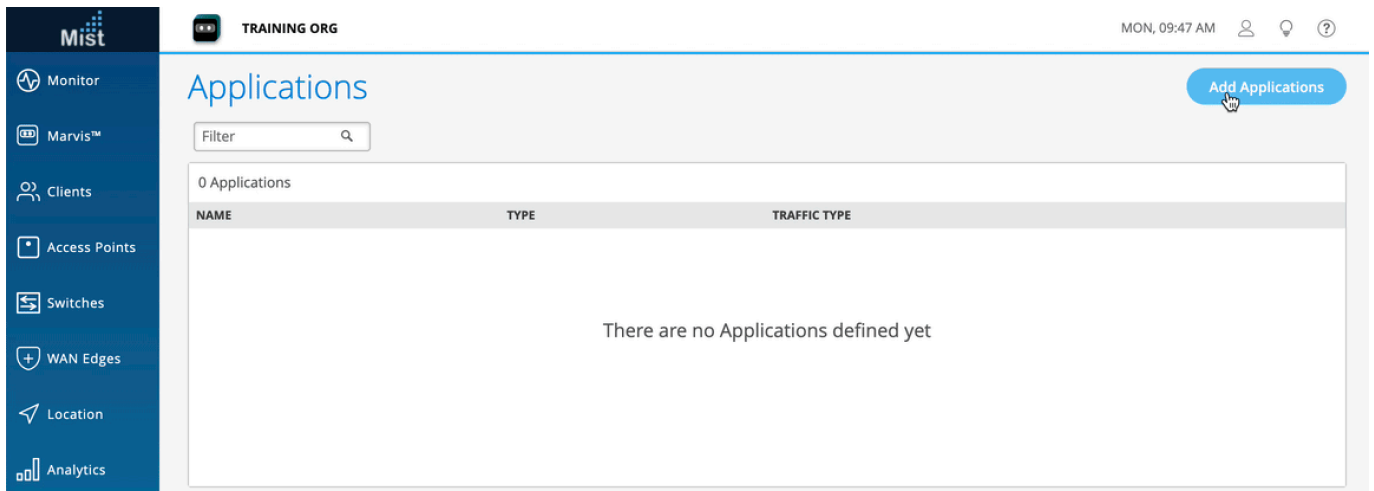 Mist
TRAINING ORG
MON, 09:47 AM
?
Monitor
Marvis™
Clients
Access Points
Switches
WAN Edges
Location
Analytics
Applications
Add Applications
Filter
0 Applications
NAME TYPE TRAFFIC TYPE
There are no Applications defined yet